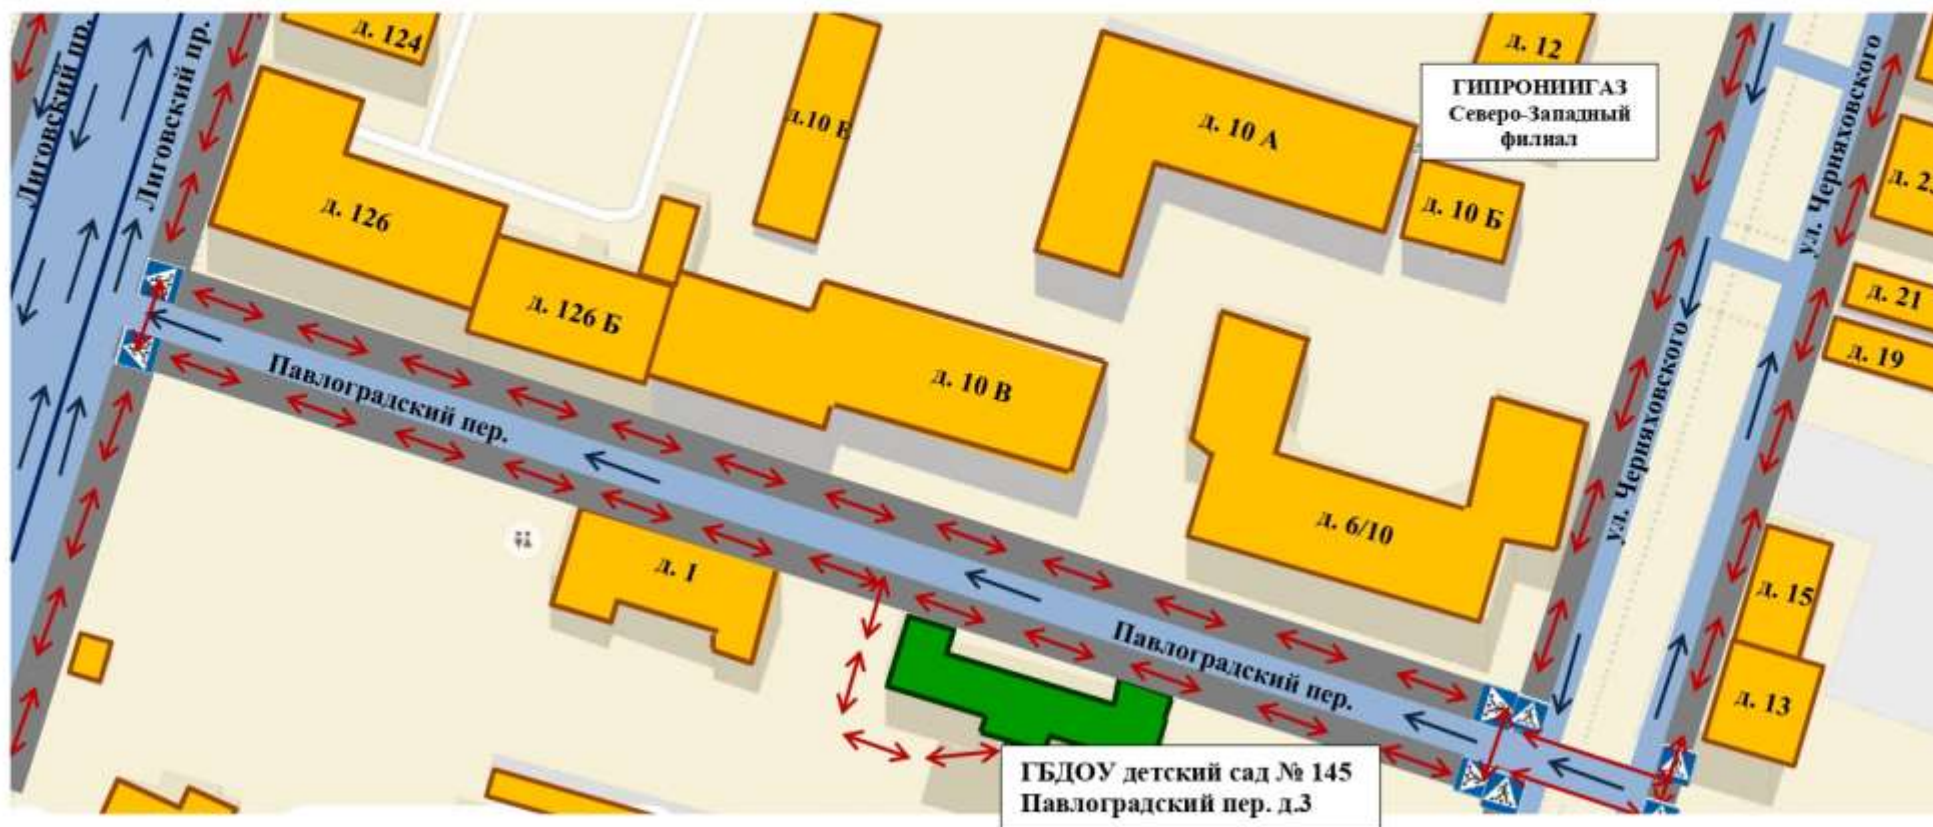 Лиговский пр.
Лиговский пр.
д. 124
д. 12
ГИПРОНИИГАЗ
Северо-Западный
филиал
ул. Черняховского
д. 10 А
д. 10 Б
д. 126
д. 126 Б
д. 10 В
д. 21
д. 19
ул. Черняховского
Павлоградский пер.
д. 6/10
д. 1
д. 15
д. 13
Павлоградский пер.
ГБДОУ детский сад № 145
Павлоградский пер. д.3